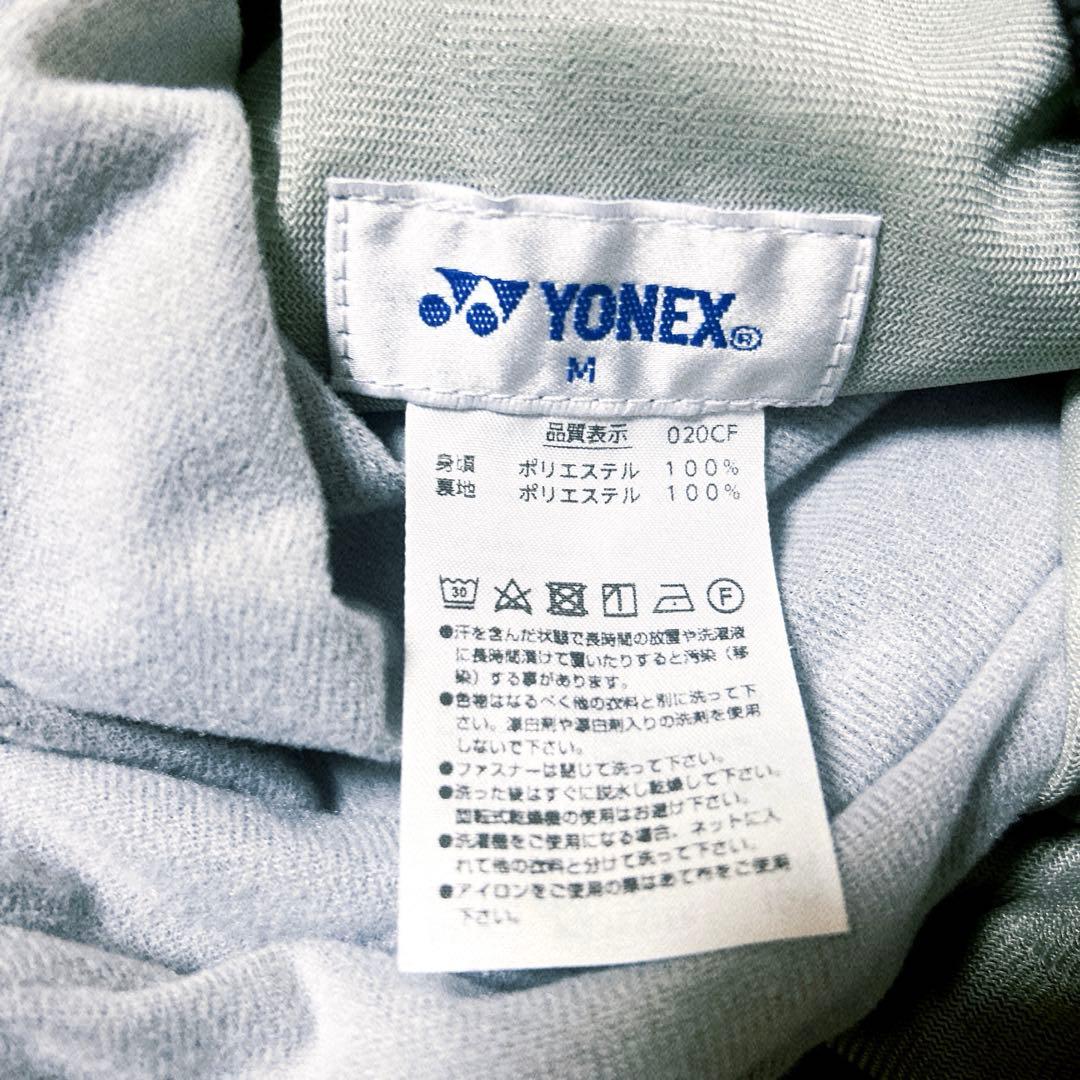 YONEX®
M
品質表示 020CF
身頃 ポリエステル 100%
裏地 ポリエステル 100%
30
F
●汗を含んだ状態で長時間の放置や洗濯液
に長時間漬けて置いたりすると汚染（移
染）する事があります。
●色物はなるべく他の衣料と別に洗って下
さい。漂白剤や漂白剤入りの洗剤を使用
しないで下さい。
●ファスナーは閉じて洗って下さい。
●洗った後はすぐに脱水し乾燥して下さい。
回転式乾燥機の使用はお避け下さい。
●洗濯機をご使用になる場合、ネットに入
れて他の衣料と分けて洗って下さい。
●アイロンをご使用の際はあて布をご使用
下さい。